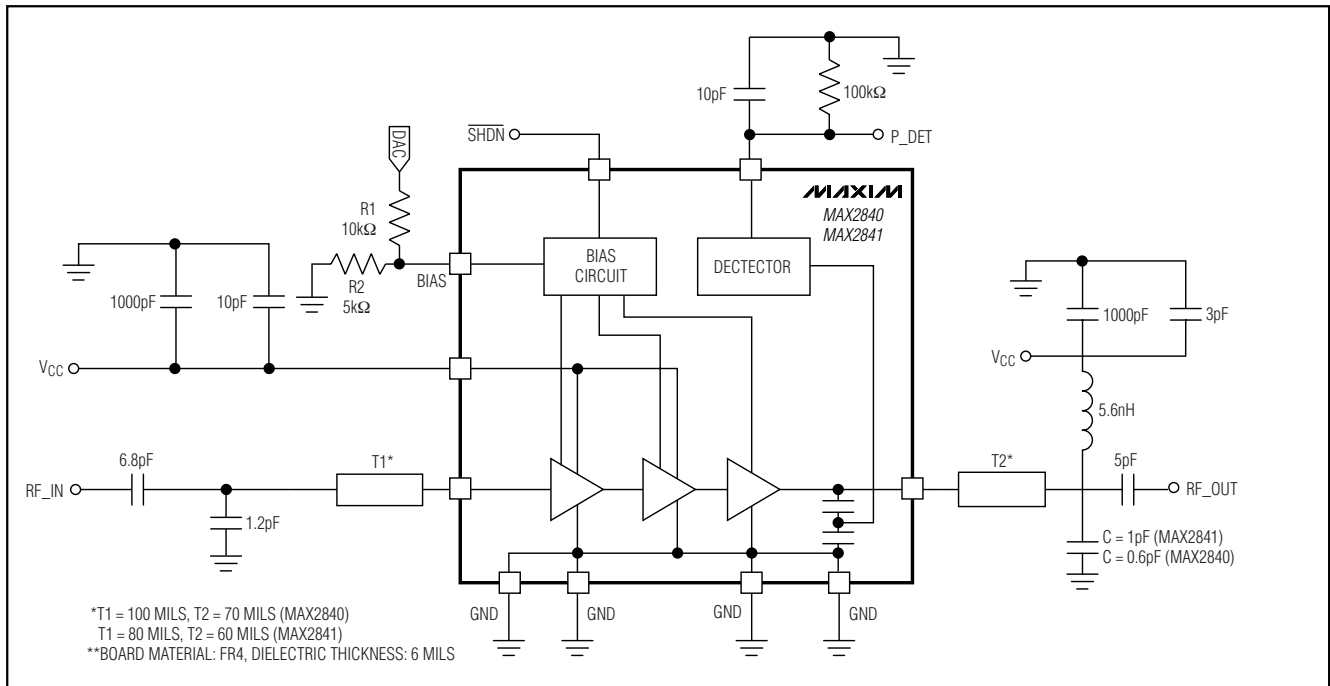 10pF
100kΩ
SHDN
P_DET
DAC
MAXIM
MAX2840
MAX2841
R1
10kΩ
BIAS
CIRCUIT
DECTECTOR
BIAS
R2
5kΩ
1000pF
10pF
1000pF
3pF
VCC
VCC
5.6nH
6.8pF
T1*
T2*
5pF
RF_IN
RF_OUT
1.2pF
C = 1pF (MAX2841)
C = 0.6pF (MAX2840)
GND
GND
GND
GND
*T1 = 100 MILS, T2 = 70 MILS (MAX2840)
T1 = 80 MILS, T2 = 60 MILS (MAX2841)
**BOARD MATERIAL: FR4, DIELECTRIC THICKNESS: 6 MILS